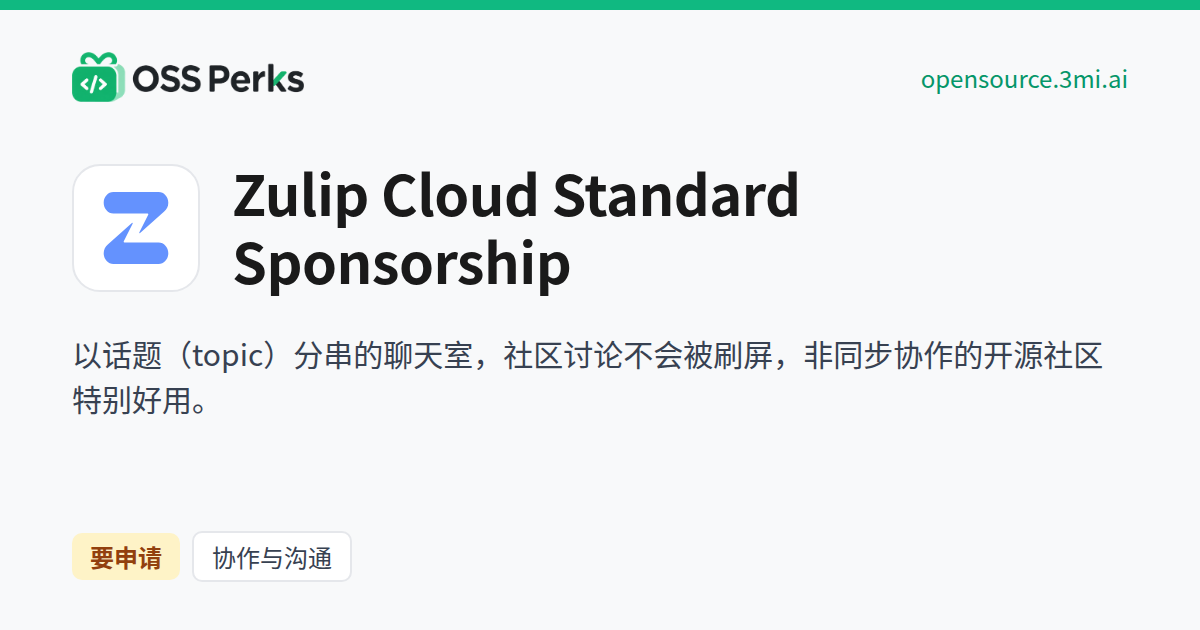 OSS Perks
opensource.3mi.ai
Zulip Cloud Standard
Sponsorship
以话题（topic）分串的聊天室，社区讨论不会被刷屏，非同步协作的开源社区
特别好用。
要申请
协作与沟通